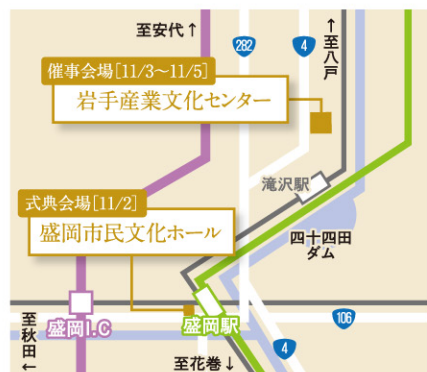 至安代↑
282
4
↑至八戸
催事会場[11/3〜11/5]
岩手産業文化センター
滝沢駅
式典会場[11/2]
盛岡市民文化ホール
四十四田
ダム
盛岡I.C
盛岡駅
106
至秋田←
至花巻↓
4